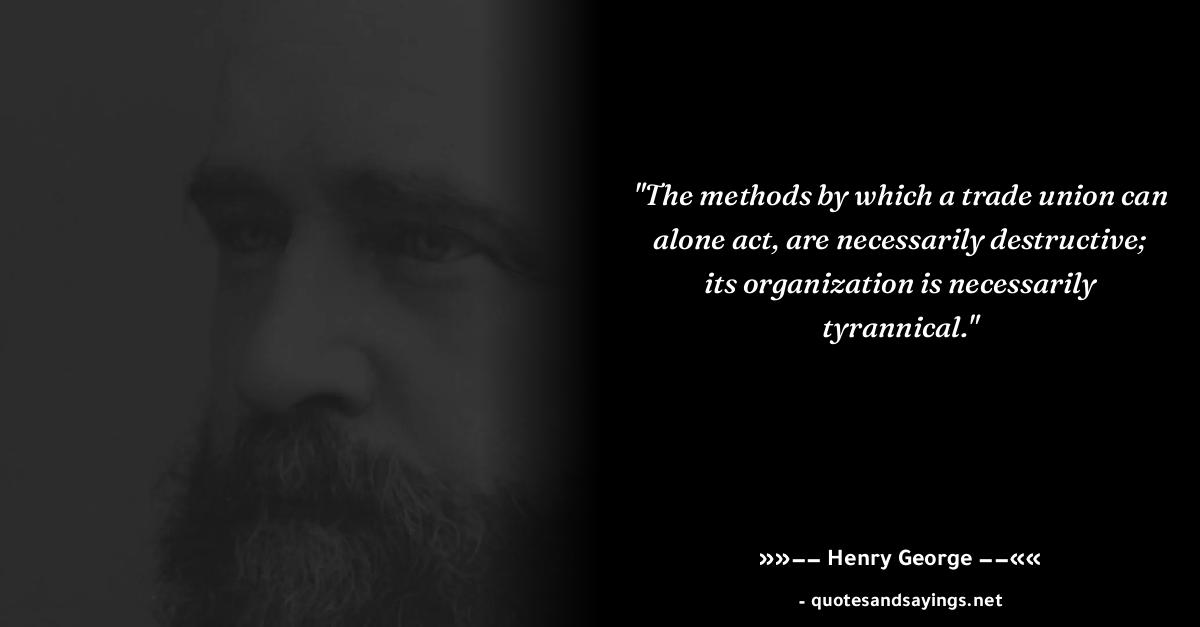 "The methods by which a trade union can
alone act, are necessarily destructive;
its organization is necessarily
tyrannical."
»»–– Henry George ––««
- quotesandsayings.net